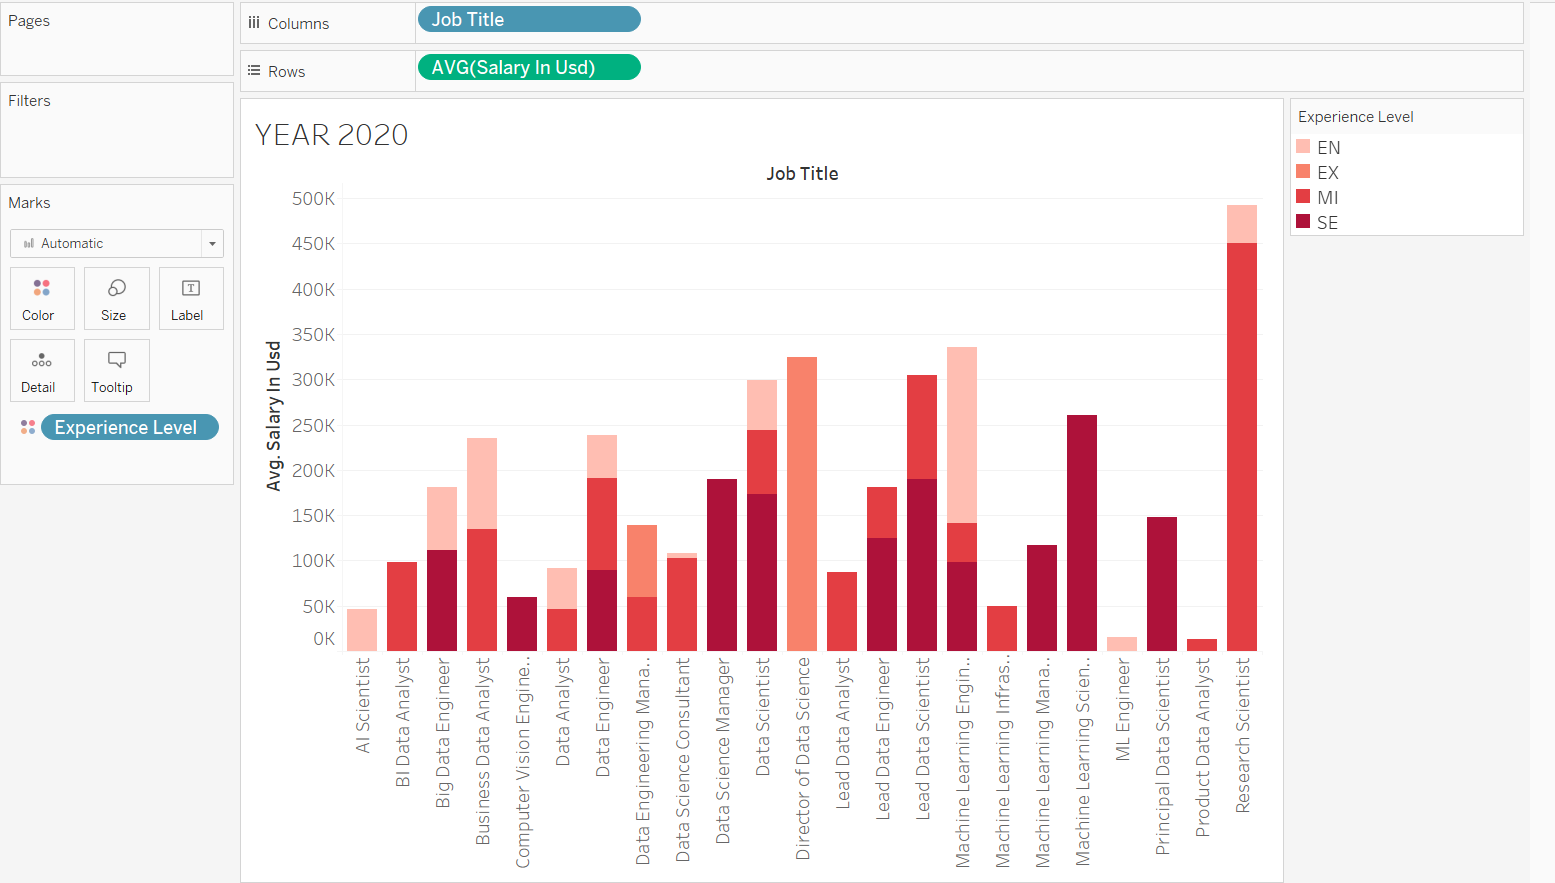 Pages
Filters
Marks
Automatic
Color
Size
Label
Detail
Tooltip
Experience Level
Columns
Job Title
Rows
AVG(Salary In Usd)
YEAR 2020
Job Title
Avg. Salary In Usd
500K
450K
400K
350K
300K
250K
200K
150K
100K
50K
0K
AI Scientist
BI Data Analyst
Big Data Engineer
Business Data Analyst
Computer Vision Engine..
Data Analyst
Data Engineer
Data Engineering Mana..
Data Science Consultant
Data Science Manager
Data Scientist
Director of Data Science
Lead Data Analyst
Lead Data Engineer
Lead Data Scientist
Machine Learning Engin..
Machine Learning Infras..
Machine Learning Mana..
Machine Learning Scien..
ML Engineer
Principal Data Scientist
Product Data Analyst
Research Scientist
Experience Level
EN
EX
MI
SE